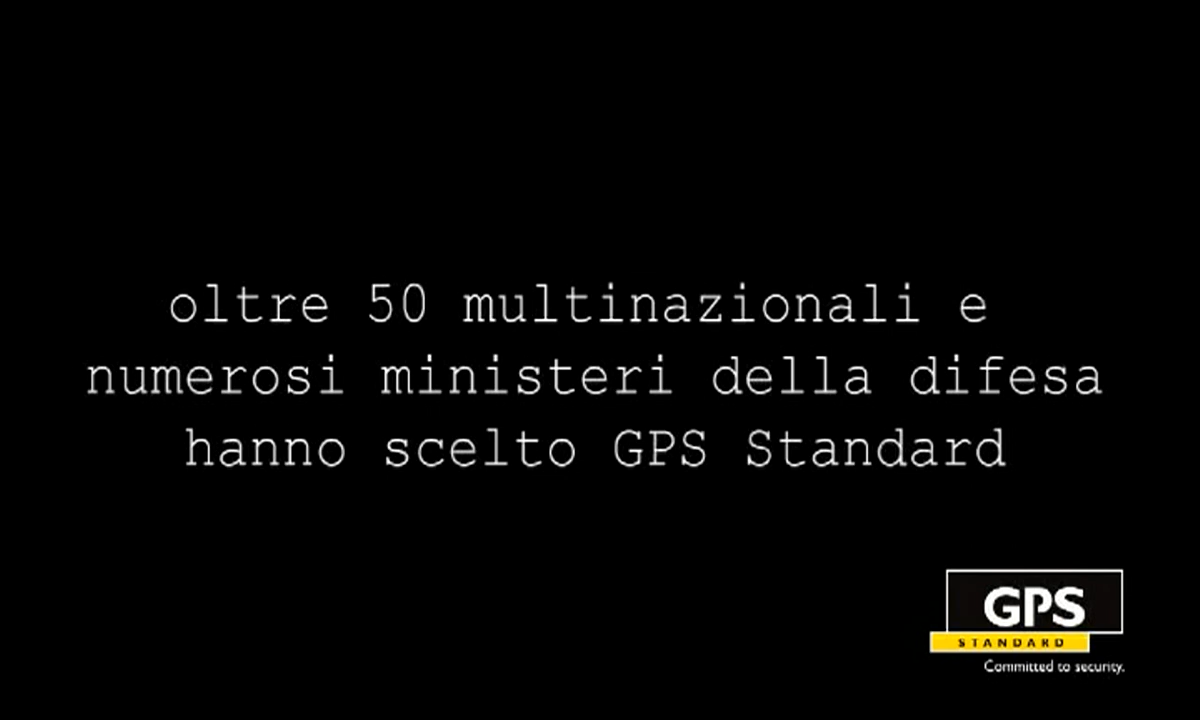 oltre 50 multinazionali e
numerosi ministeri della difesa
hanno scelto GPS Standard
GPS
STANDARD
Committed to security.